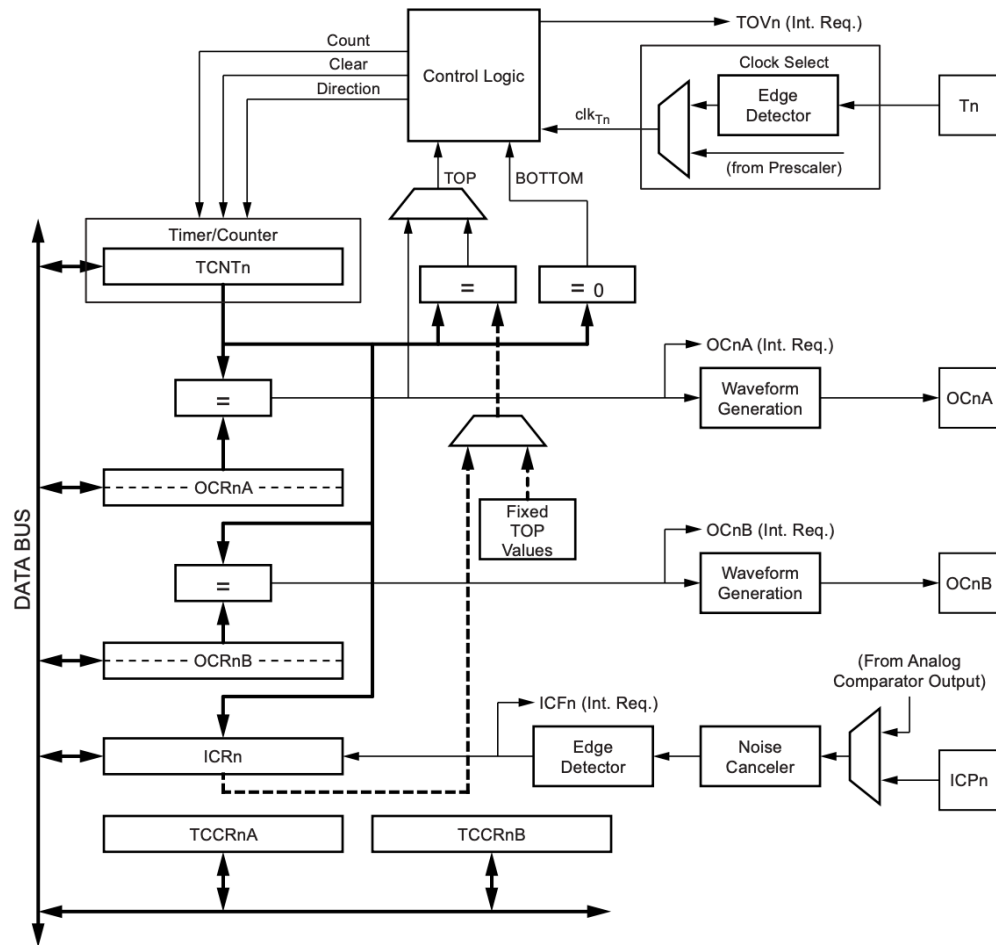 TOVn (Int. Req.)
Count
Clear
Direction
Control Logic
Clock Select
Edge
Detector
Tn
clkTn
(from Prescaler)
TOP
BOTTOM
Timer/Counter
TCNTn
=
= 0
OCnA (Int. Req.)
=
Waveform
Generation
OCnA
OCRnA
Fixed
TOP
Values
OCnB (Int. Req.)
=
Waveform
Generation
OCnB
DATA BUS
OCRnB
(From Analog
Comparator Output)
ICFn (Int. Req.)
ICRn
Edge
Detector
Noise
Canceler
ICPn
TCCRnA
TCCRnB